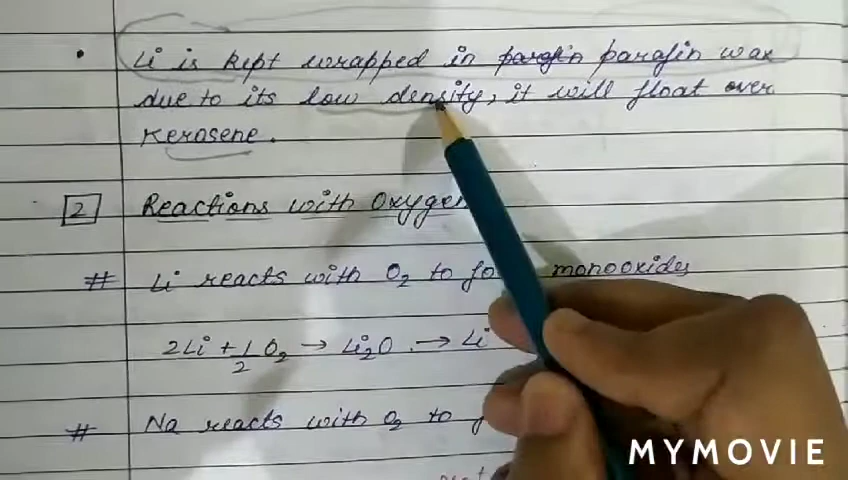 • Li is kept wrapped in parafin wax
due to its low density, it will float over
Kerosene.
2 Reactions with Oxygen
# Li reacts with O₂ to monooxides
2Li + 1/2 O₂ → Li₂O. → Li
# Na reacts with O₂ to
MYMOVIE